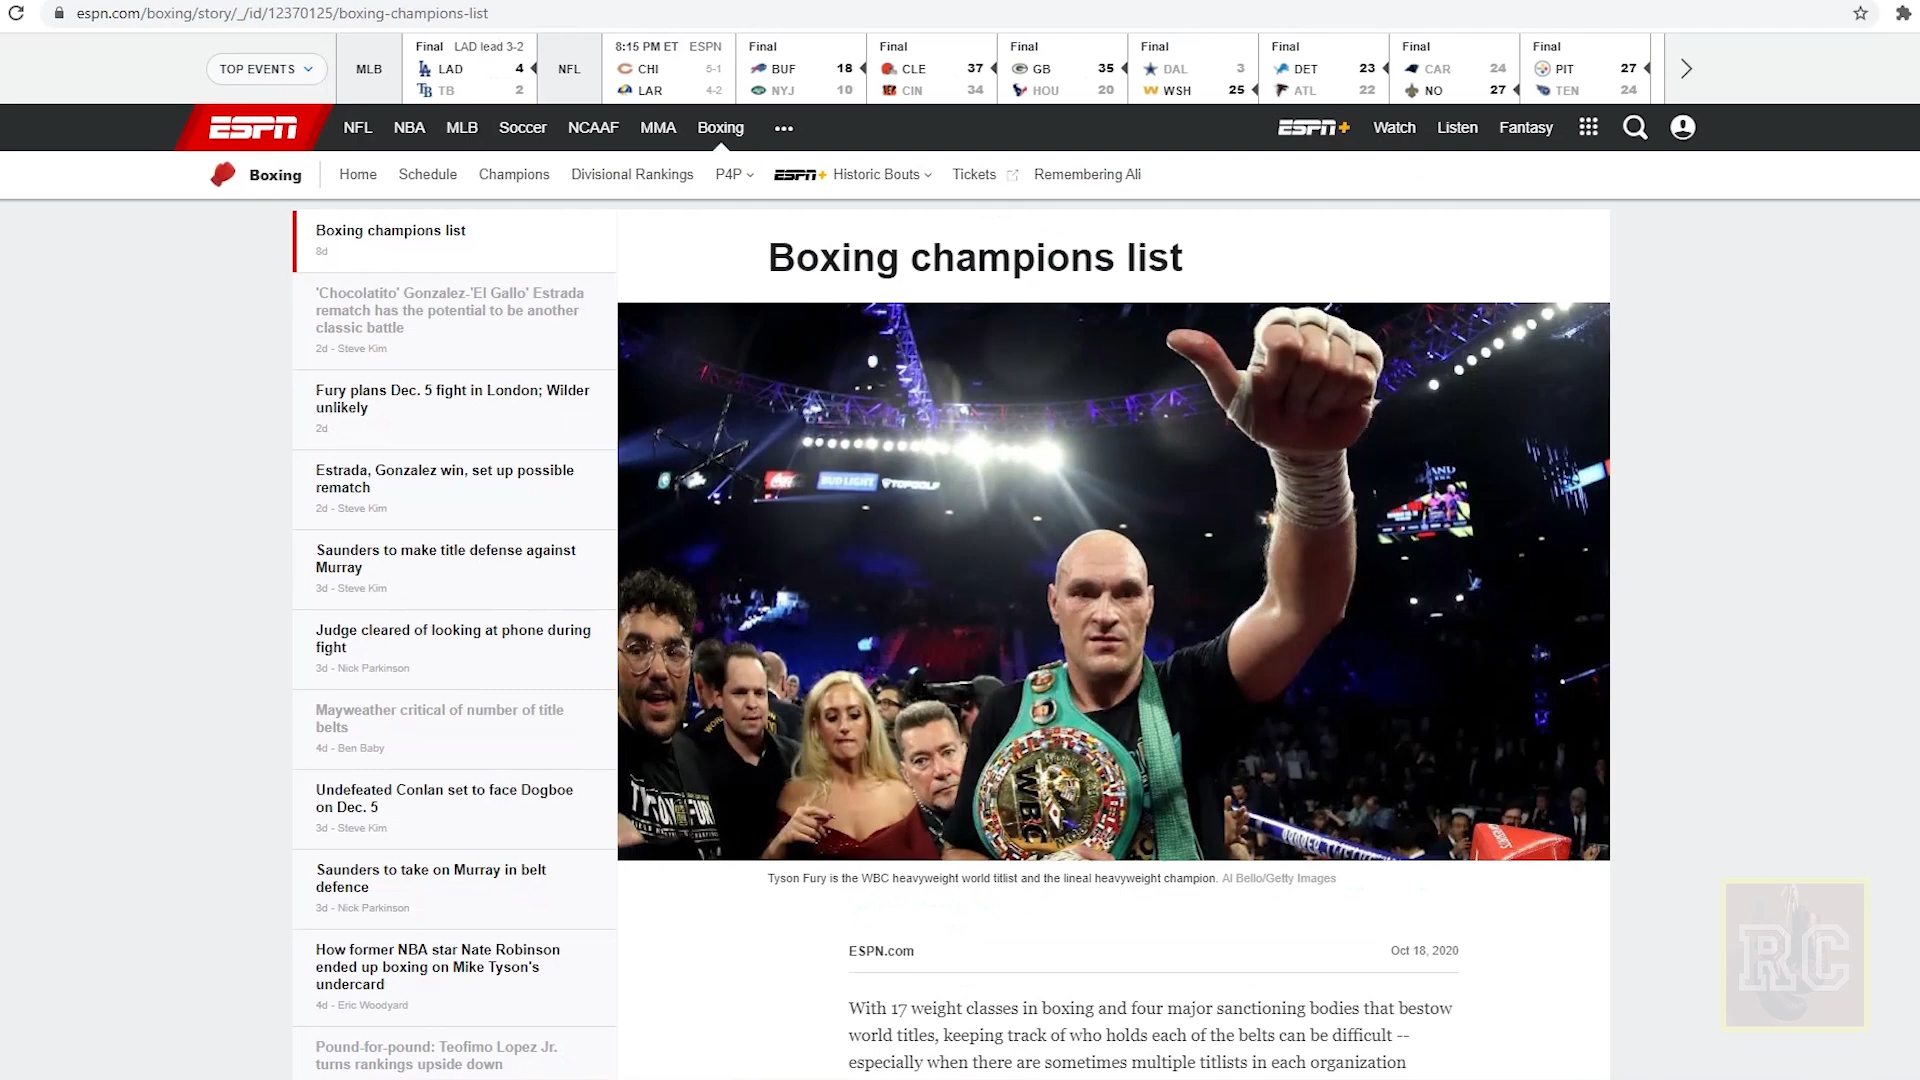 espn.com/boxing/story/_/id/12370125/boxing-champions-list
TOP EVENTS
MLB
Final LAD lead 3-2
LAD 4
TB 2
NFL
8:15 PM ET ESPN
CHI 5-1
LAR 4-2
Final
BUF 18
NYJ 10
Final
CLE 37
CIN 34
Final
GB 35
HOU 20
Final
DAL 3
WSH 25
Final
DET 23
ATL 22
Final
CAR 24
NO 27
Final
PIT 27
TEN 24
ESPN NFL NBA MLB Soccer NCAAF MMA Boxing ••• ESPN+ Watch Listen Fantasy
Boxing Home Schedule Champions Divisional Rankings P4P ESPN+ Historic Bouts Tickets Remembering Ali
Boxing champions list
8d
'Chocolatito' Gonzalez-'El Gallo' Estrada
rematch has the potential to be another
classic battle
2d - Steve Kim
Fury plans Dec. 5 fight in London; Wilder
unlikely
2d
Estrada, Gonzalez win, set up possible
rematch
2d - Steve Kim
Saunders to make title defense against
Murray
3d - Steve Kim
Judge cleared of looking at phone during
fight
3d - Nick Parkinson
Mayweather critical of number of title
belts
4d - Ben Baby
Undefeated Conlan set to face Dogboe
on Dec. 5
3d - Steve Kim
Saunders to take on Murray in belt
defence
3d - Nick Parkinson
How former NBA star Nate Robinson
ended up boxing on Mike Tyson's
undercard
4d - Eric Woodyard
Pound-for-pound: Teofimo Lopez Jr.
turns rankings upside down
Boxing champions list
BUD LIGHT
TOPGOLF
WBC
Tyson Fury is the WBC heavyweight world titlist and the lineal heavyweight champion. Al Bello/Getty Images
ESPN.com Oct 18, 2020
With 17 weight classes in boxing and four major sanctioning bodies that bestow
world titles, keeping track of who holds each of the belts can be difficult --
especially when there are sometimes multiple titlists in each organization
RC